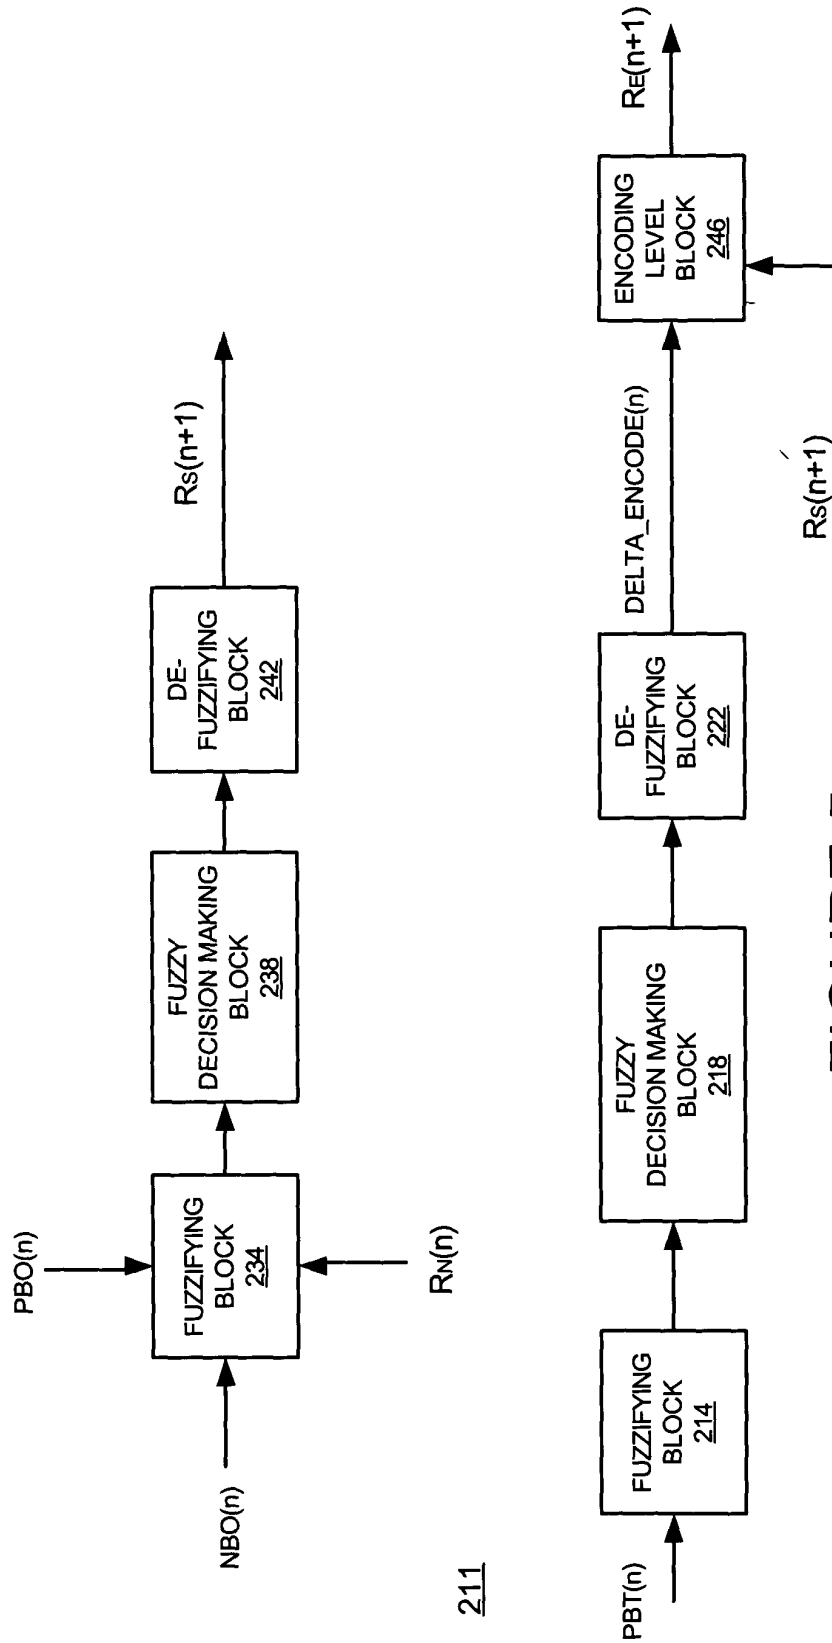 PBO(n)
NBO(n)
FUZZIFYING
BLOCK
234
RN(n)
FUZZY
DECISION MAKING
BLOCK
238
DE-
FUZZIFYING
BLOCK
242
RS(n+1)
211
PBT(n)
FUZZIFYING
BLOCK
214
FUZZY
DECISION MAKING
BLOCK
218
DE-
FUZZIFYING
BLOCK
222
DELTA_ENCODE(n)
ENCODING
LEVEL
BLOCK
246
RE(n+1)
RS(n+1)